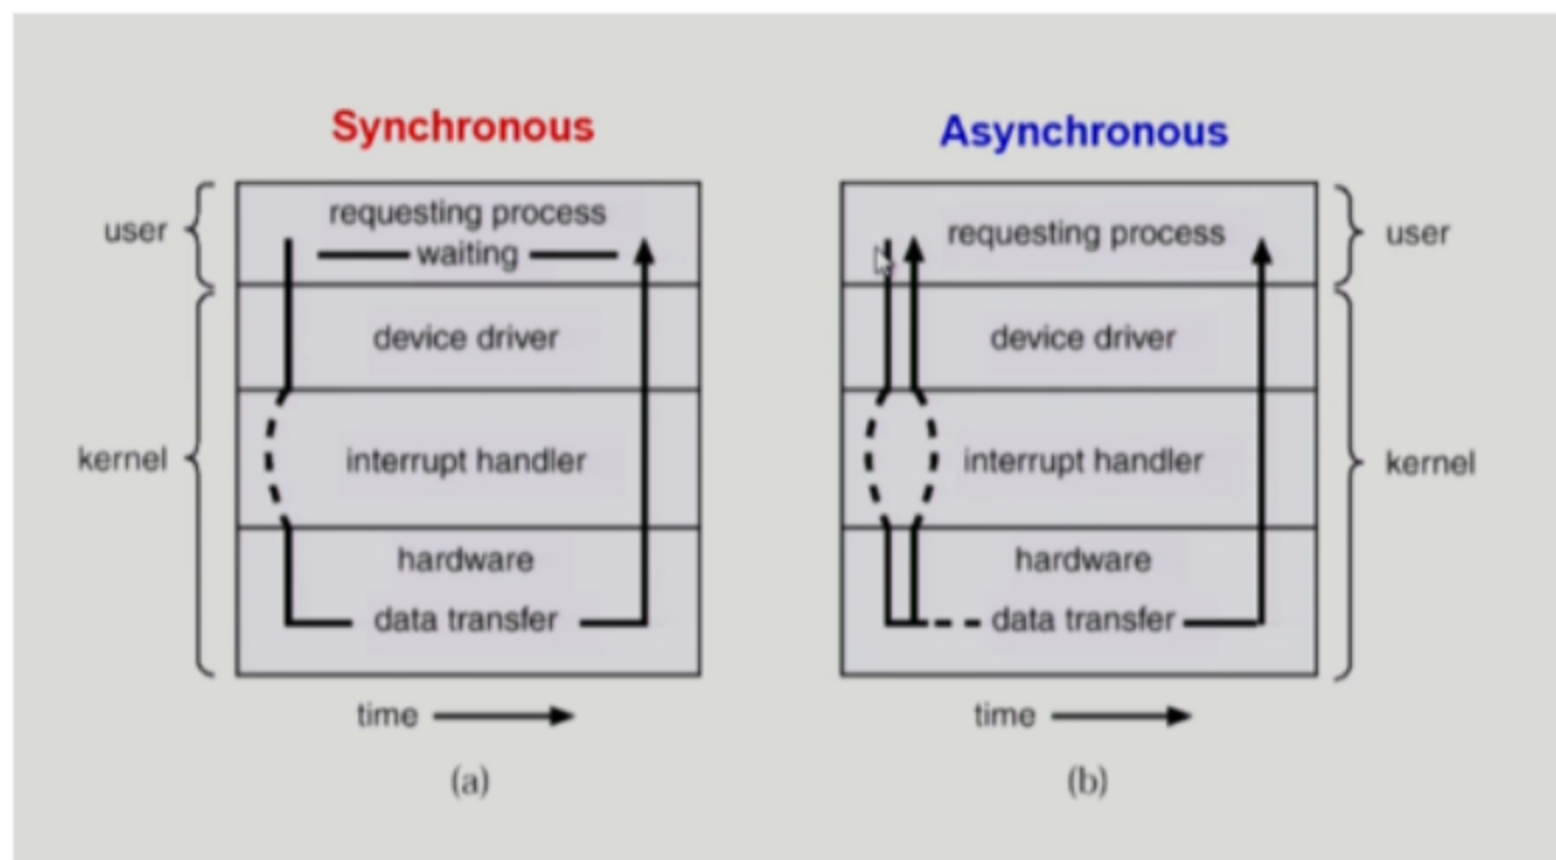 Synchronous
user
requesting process
waiting
device driver
kernel
interrupt handler
hardware
data transfer
time
(a)
Asynchronous
requesting process
user
device driver
interrupt handler
kernel
hardware
data transfer
time
(b)